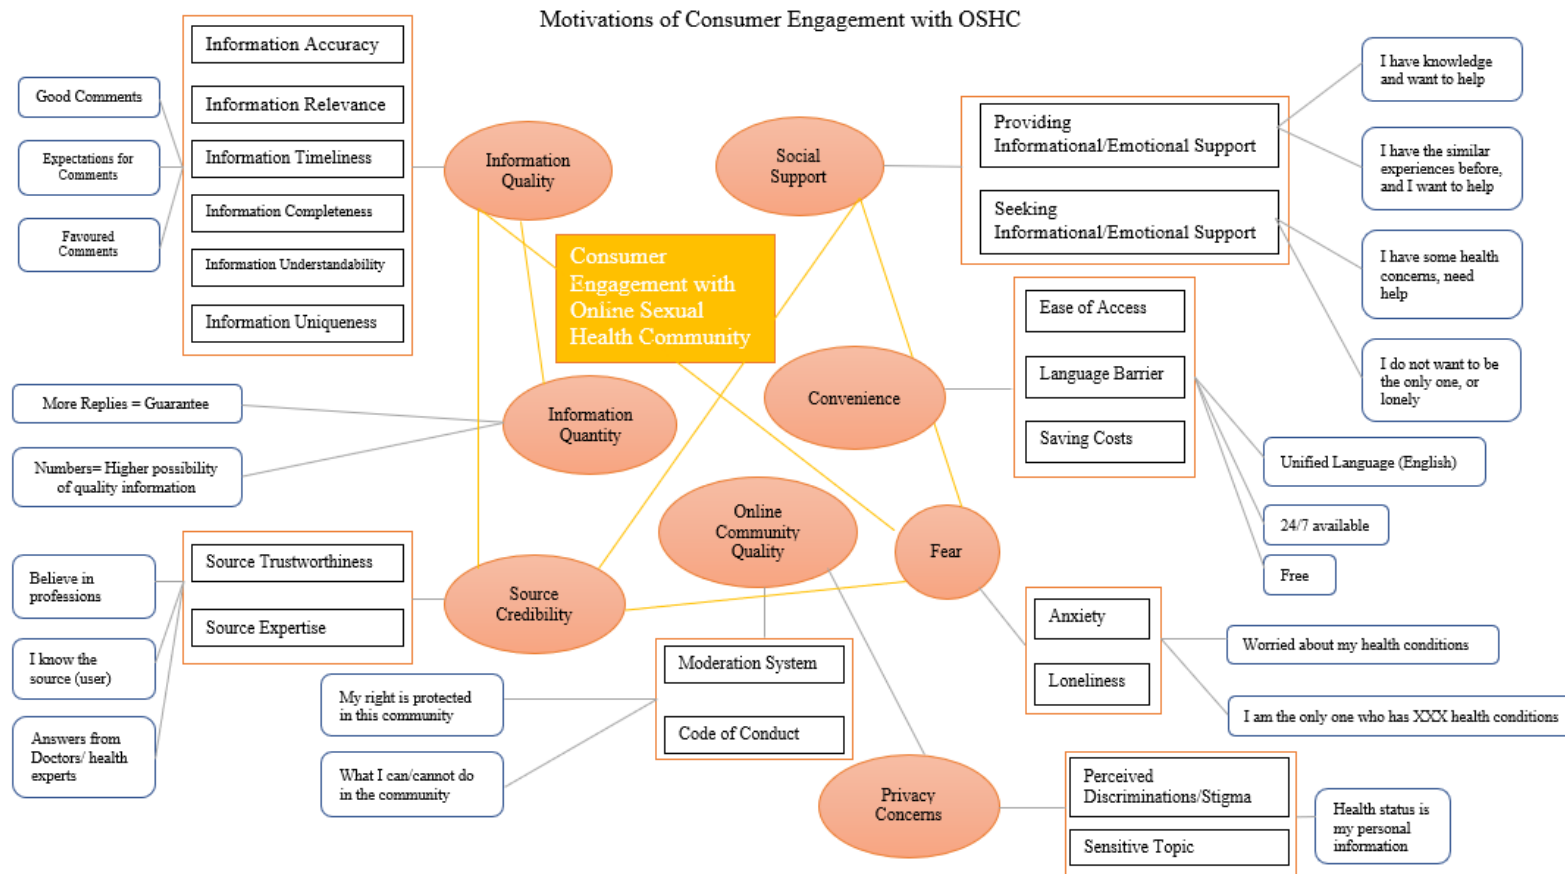 Motivations of Consumer Engagement with OSHC
Information Accuracy
Information Relevance
Information Timeliness
Information Completeness
Information Understandability
Information Uniqueness
Good Comments
Expectations for
Comments
Favoured
Comments
Information
Quality
Social
Support
Providing
Informational/Emotional Support
Seeking
Informational/Emotional Support
I have knowledge
and want to help
I have the similar
experiences before,
and I want to help
I have some health
concerns, need
help
I do not want to be
the only one, or
lonely
Consumer
Engagement with
Online Sexual
Health Community
Ease of Access
Language Barrier
Saving Costs
Convenience
Unified Language (English)
24/7 available
Free
More Replies = Guarantee
Numbers= Higher possibility
of quality information
Information
Quantity
Online
Community
Quality
Fear
Source Trustworthiness
Source Expertise
Believe in
professions
I know the
source (user)
Answers from
Doctors/ health
experts
Source
Credibility
Moderation System
Code of Conduct
My right is protected
in this community
What I can/cannot do
in the community
Anxiety
Loneliness
Worried about my health conditions
I am the only one who has XXX health conditions
Privacy
Concerns
Perceived
Discriminations/Stigma
Sensitive Topic
Health status is
my personal
information